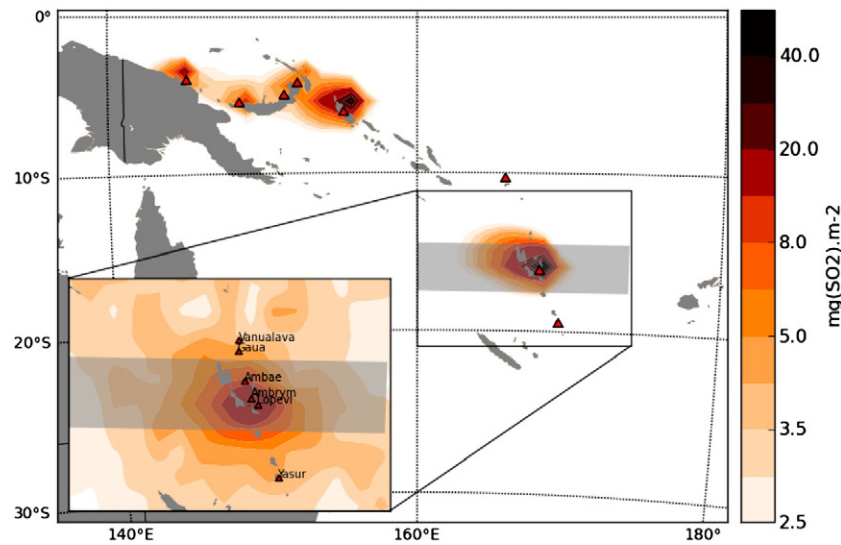 0°
10°S
20°S
30°S
140°E
160°E
180°
Vanualava
Gaua
Ambae
Ambrym
Lopevi
Yasur
40.0
20.0
8.0
5.0
3.5
2.5
mg(SO2).m-2